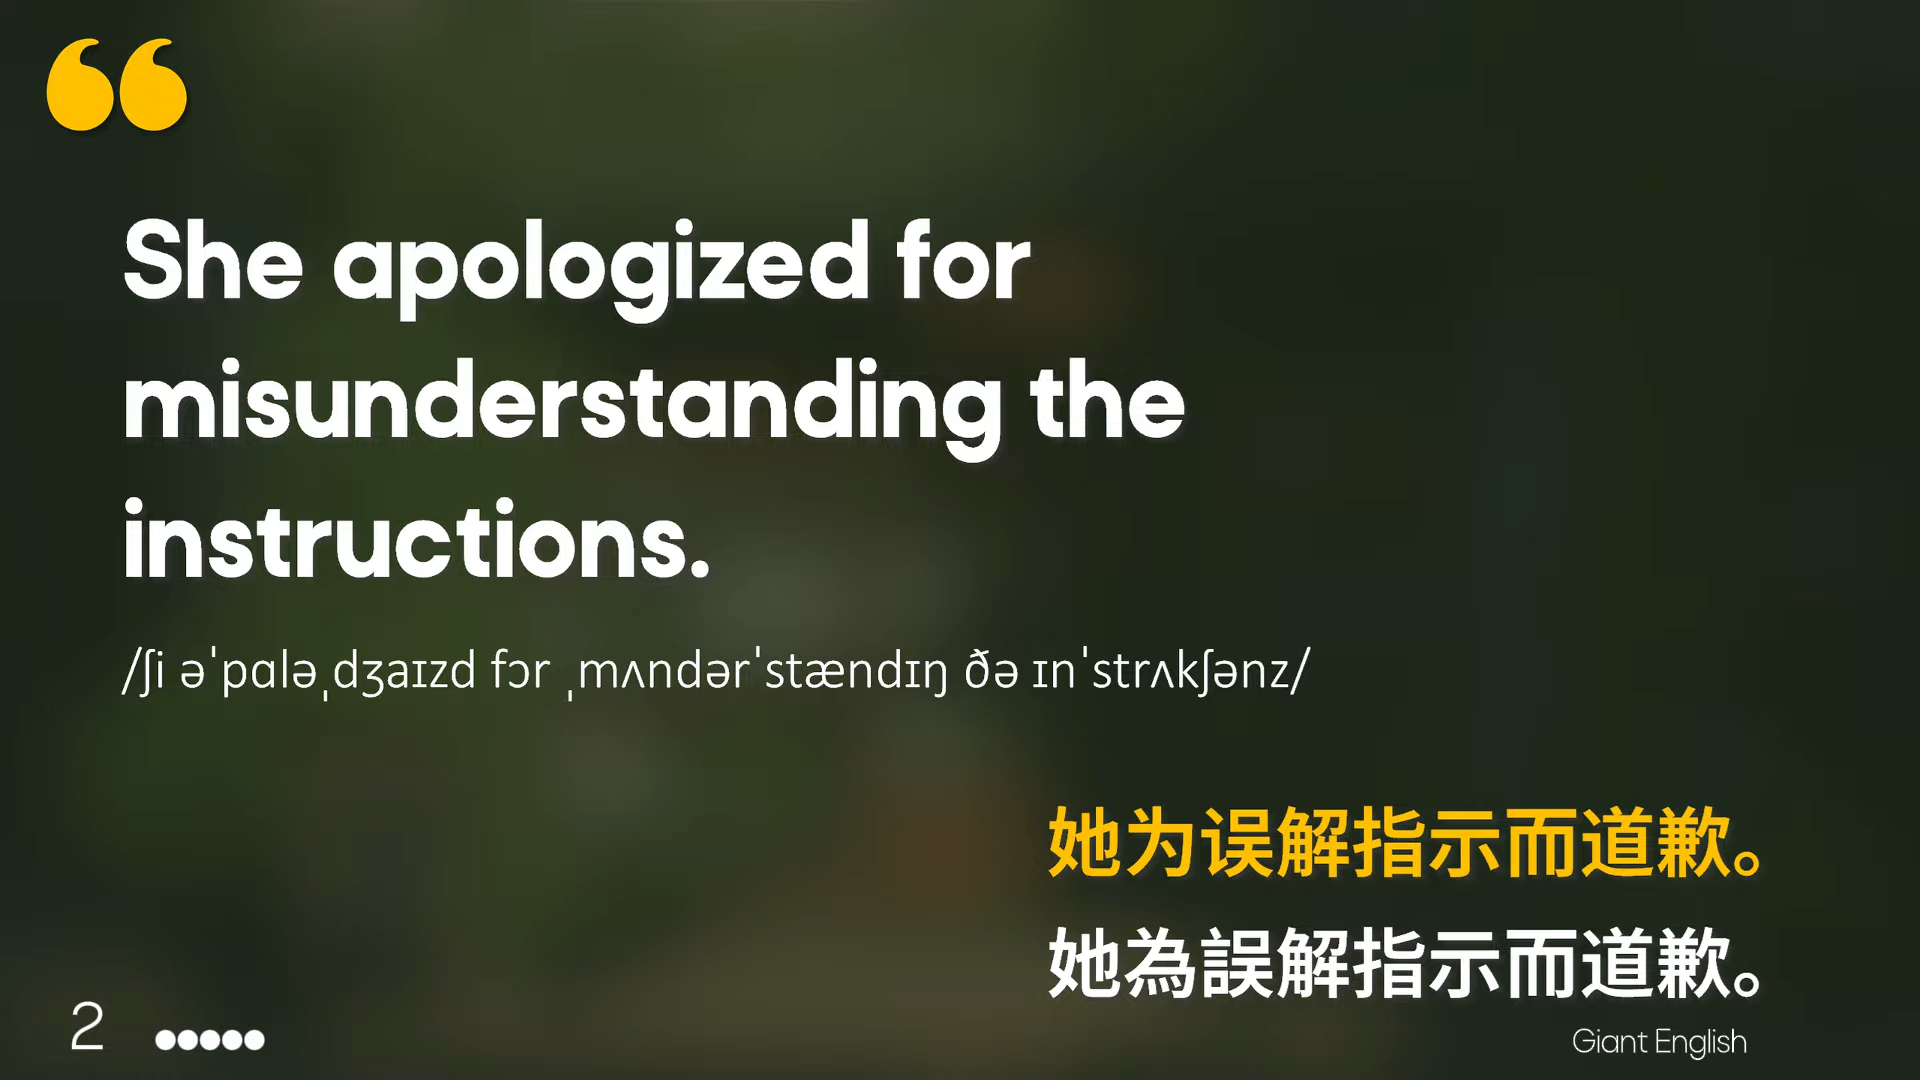 “
She apologized for
misunderstanding the
instructions.
/ʃi əˈpɑləˌdʒaɪzd fɔr ˌmʌndərˈstændɪŋ ðə ɪnˈstrʌkʃənz/
她为误解指示而道歉。
她為誤解指示而道歉。
2
Giant English